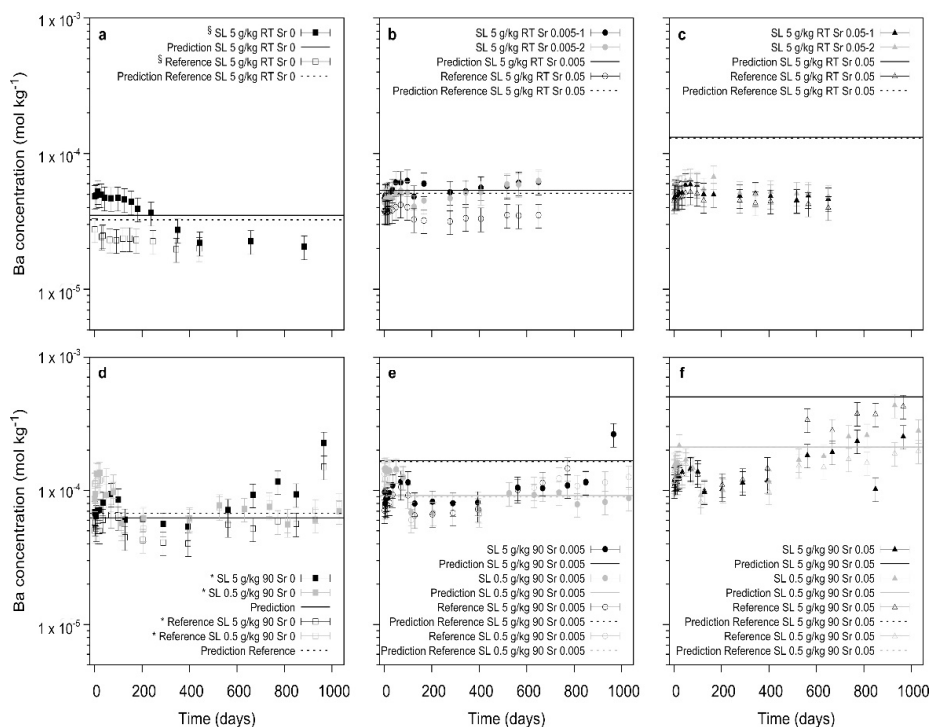 1 x 10⁻³
1 x 10⁻⁴
1 x 10⁻⁵
Ba concentration (mol kg⁻¹)
a
§ SL 5 g/kg RT Sr 0
Prediction SL 5 g/kg RT Sr 0
§ Reference SL 5 g/kg RT Sr 0
Prediction Reference SL 5 g/kg RT Sr 0
b
SL 5 g/kg RT Sr 0.005-1
SL 5 g/kg RT Sr 0.005-2
Prediction SL 5 g/kg RT Sr 0.005
Reference SL 5 g/kg RT Sr 0.05
Prediction Reference SL 5 g/kg RT Sr 0.05
c
SL 5 g/kg RT Sr 0.05-1
SL 5 g/kg RT Sr 0.05-2
Prediction SL 5 g/kg RT Sr 0.05
Reference SL 5 g/kg RT Sr 0.05
Prediction Reference SL 5 g/kg RT Sr 0.05
1 x 10⁻³
1 x 10⁻⁴
Ba concentration (mol kg⁻¹)
d
* SL 5 g/kg 90 Sr 0
* SL 0.5 g/kg 90 Sr 0
Prediction
* Reference SL 5 g/kg 90 Sr 0
* Reference SL 0.5 g/kg 90 Sr 0
Prediction Reference
0 200 400 600 800 1000
Time (days)
e
SL 5 g/kg 90 Sr 0.005
Prediction SL 5 g/kg 90 Sr 0.005
SL 0.5 g/kg 90 Sr 0.005
Prediction SL 0.5 g/kg 90 Sr 0.005
Reference SL 5 g/kg 90 Sr 0.005
Prediction Reference SL 5 g/kg 90 Sr 0.005
Reference SL 0.5 g/kg 90 Sr 0.005
Prediction Reference SL 0.5 g/kg 90 Sr 0.005
0 200 400 600 800 1000
Time (days)
f
SL 5 g/kg 90 Sr 0.05
Prediction SL 5 g/kg 90 Sr 0.05
SL 0.5 g/kg 90 Sr 0.05
Prediction SL 0.5 g/kg 90 Sr 0.05
Reference SL 5 g/kg 90 Sr 0.05
Prediction Reference SL 5 g/kg 90 Sr 0.05
Reference SL 0.5 g/kg 90 Sr 0.05
Prediction Reference SL 0.5 g/kg 90 Sr 0.05
0 200 400 600 800 1000
Time (days)